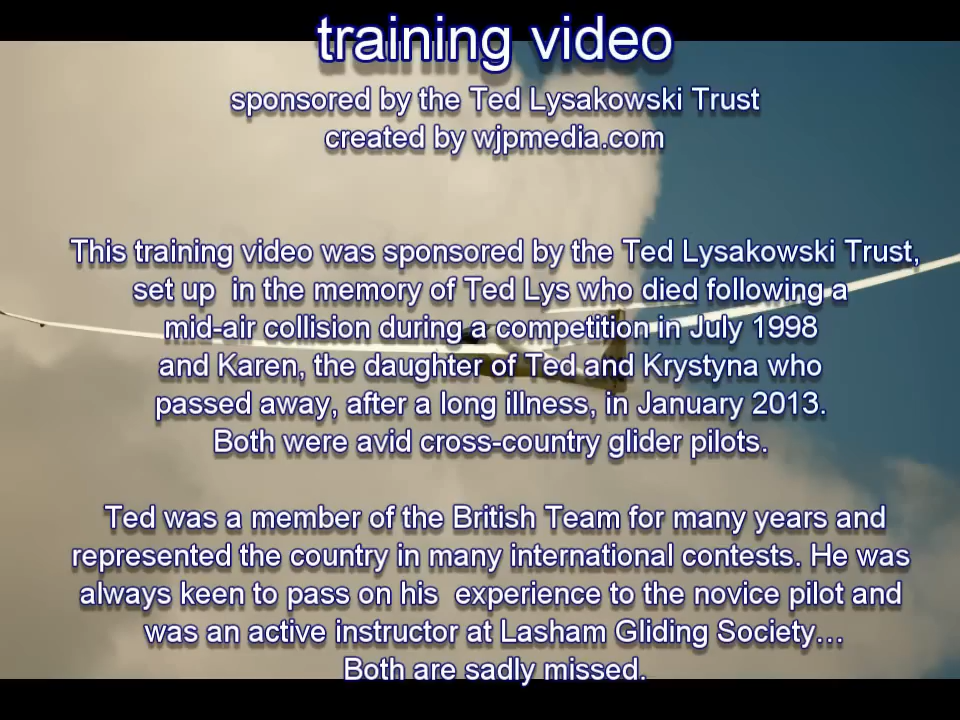 training video
sponsored by the Ted Lysakowski Trust
created by wjpmedia.com
This training video was sponsored by the Ted Lysakowski Trust,
set up in the memory of Ted Lys who died following a
mid-air collision during a competition in July 1998
and Karen, the daughter of Ted and Krystyna who
passed away, after a long illness, in January 2013.
Both were avid cross-country glider pilots.
Ted was a member of the British Team for many years and
represented the country in many international contests. He was
always keen to pass on his experience to the novice pilot and
was an active instructor at Lasham Gliding Society...
Both are sadly missed.